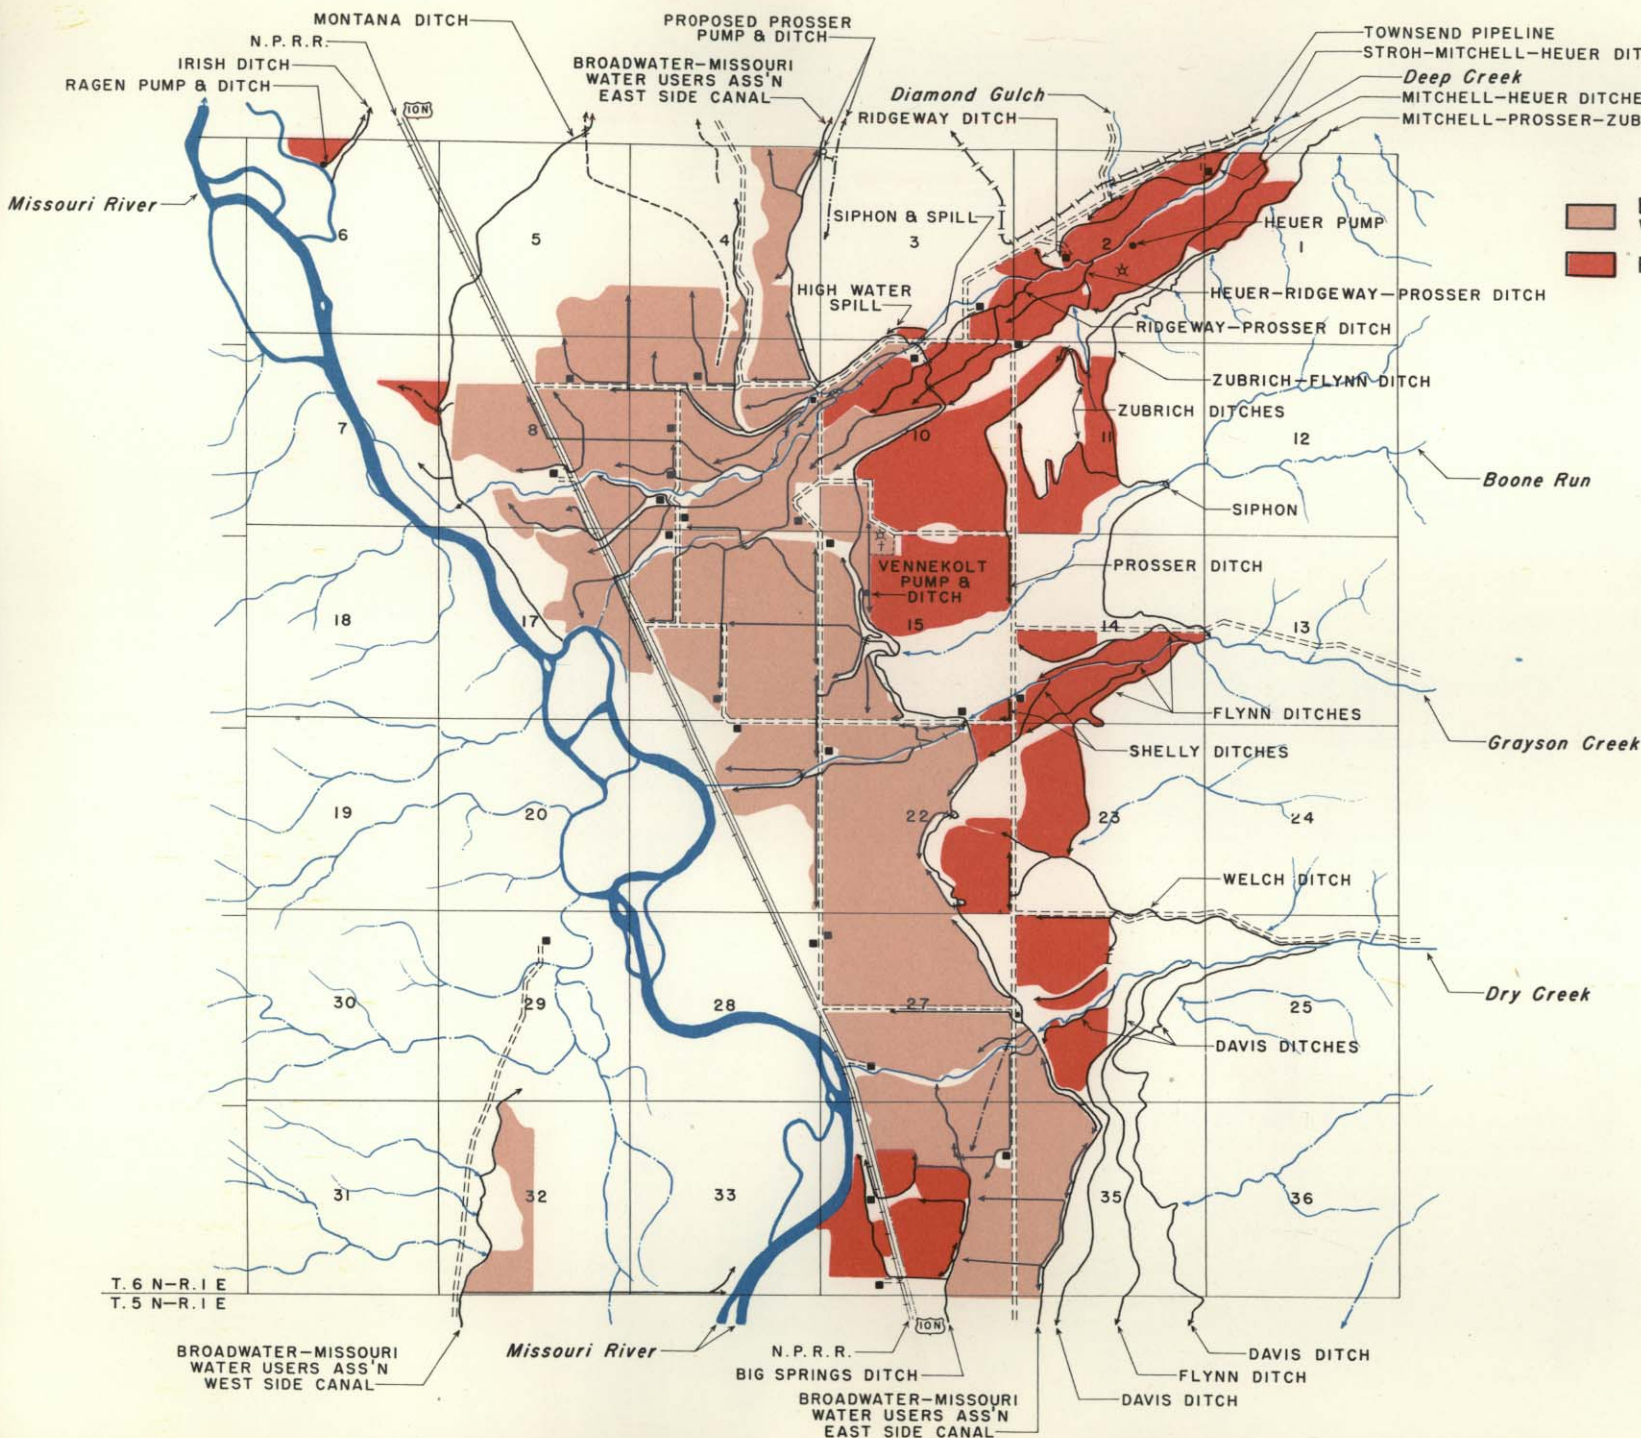 MONTANA DITCH
N.P.R.R.
IRISH DITCH
RAGEN PUMP & DITCH
10N
PROPOSED PROSSER
PUMP & DITCH
BROADWATER-MISSOURI
WATER USERS ASS'N
EAST SIDE CANAL
Diamond Gulch
RIDGEWAY DITCH
TOWNSEND PIPELINE
STROH-MITCHELL-HEUER DIT
Deep Creek
MITCHELL-HEUER DITCHE
MITCHELL-PROSSER-ZUB
Missouri River
6
5
4
SIPHON & SPILL
3
2
HEUER PUMP
1
HIGH WATER
SPILL
HEUER-RIDGEWAY-PROSSER DITCH
RIDGEWAY-PROSSER DITCH
ZUBRICH-FLYNN DITCH
ZUBRICH DITCHES
7
8
10
11
12
Boone Run
SIPHON
VENNEKOLT
PUMP &
DITCH
PROSSER DITCH
18
17
15
14
13
FLYNN DITCHES
SHELLY DITCHES
Grayson Creek
19
20
22
23
24
WELCH DITCH
30
29
28
27
25
Dry Creek
DAVIS DITCHES
31
32
33
35
36
T. 6 N-R. 1 E
T. 5 N-R. 1 E
BROADWATER-MISSOURI
WATER USERS ASS'N
WEST SIDE CANAL
Missouri River
10N
N.P.R.R.
BIG SPRINGS DITCH
BROADWATER-MISSOURI
WATER USERS ASS'N
EAST SIDE CANAL
DAVIS DITCH
FLYNN DITCH
DAVIS DITCH